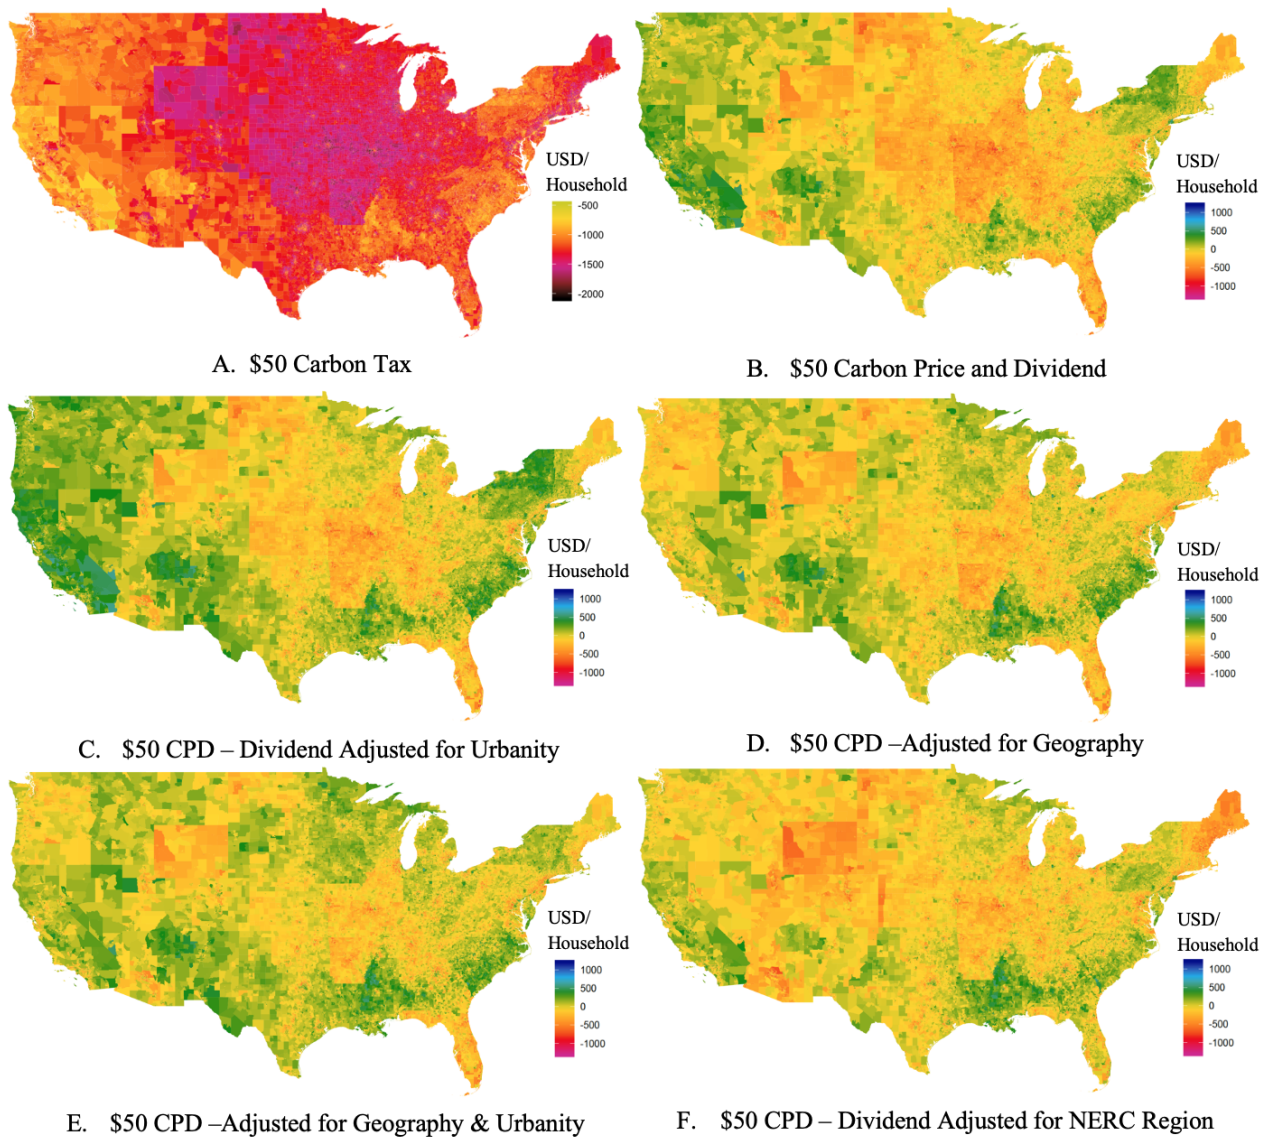 USD/
Household
-500
-1000
-1500
-2000
A. $50 Carbon Tax
USD/
Household
1000
500
0
-500
-1000
B. $50 Carbon Price and Dividend
USD/
Household
1000
500
0
-500
-1000
C. $50 CPD – Dividend Adjusted for Urbanity
USD/
Household
1000
500
0
-500
-1000
D. $50 CPD –Adjusted for Geography
USD/
Household
1000
500
0
-500
-1000
E. $50 CPD –Adjusted for Geography & Urbanity
USD/
Household
1000
500
0
-500
-1000
F. $50 CPD – Dividend Adjusted for NERC Region